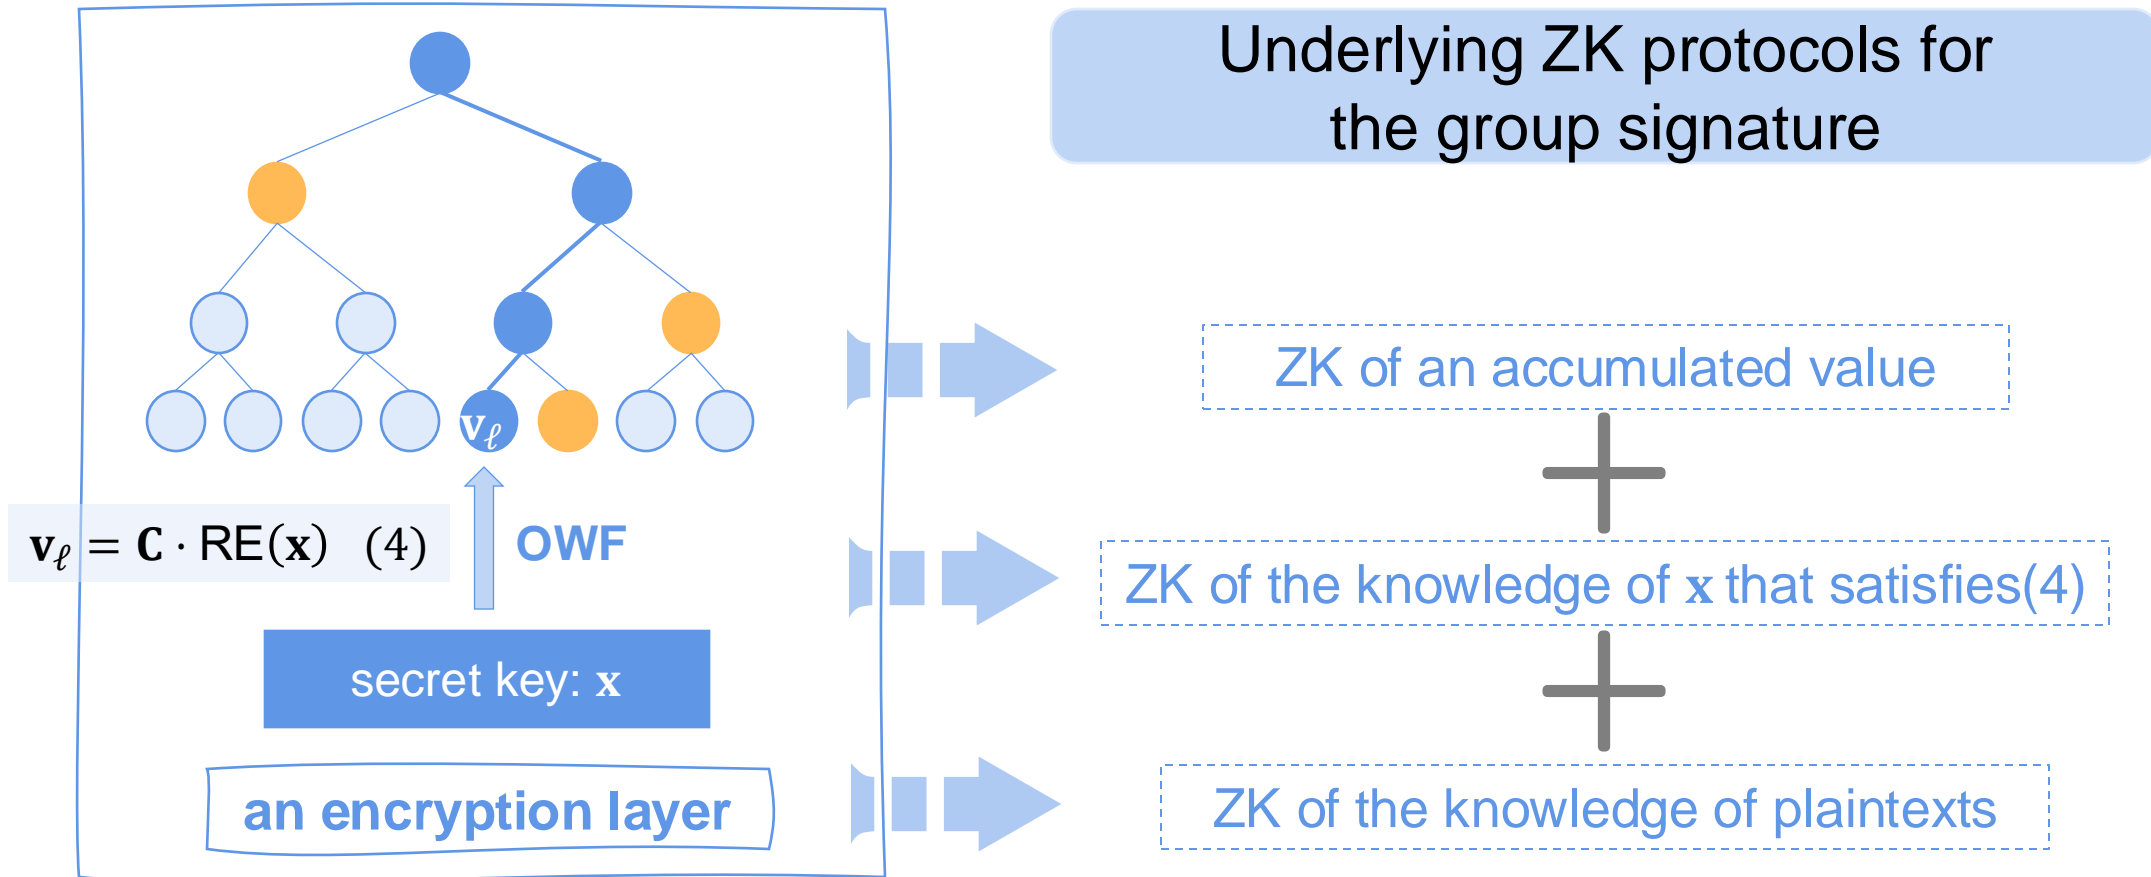 Underlying ZK protocols for
the group signature
𝐯ℓ
𝐯ℓ = 𝐂 · RE(𝐱) (4)
OWF
secret key: 𝐱
an encryption layer
ZK of an accumulated value
ZK of the knowledge of 𝐱 that satisfies(4)
ZK of the knowledge of plaintexts